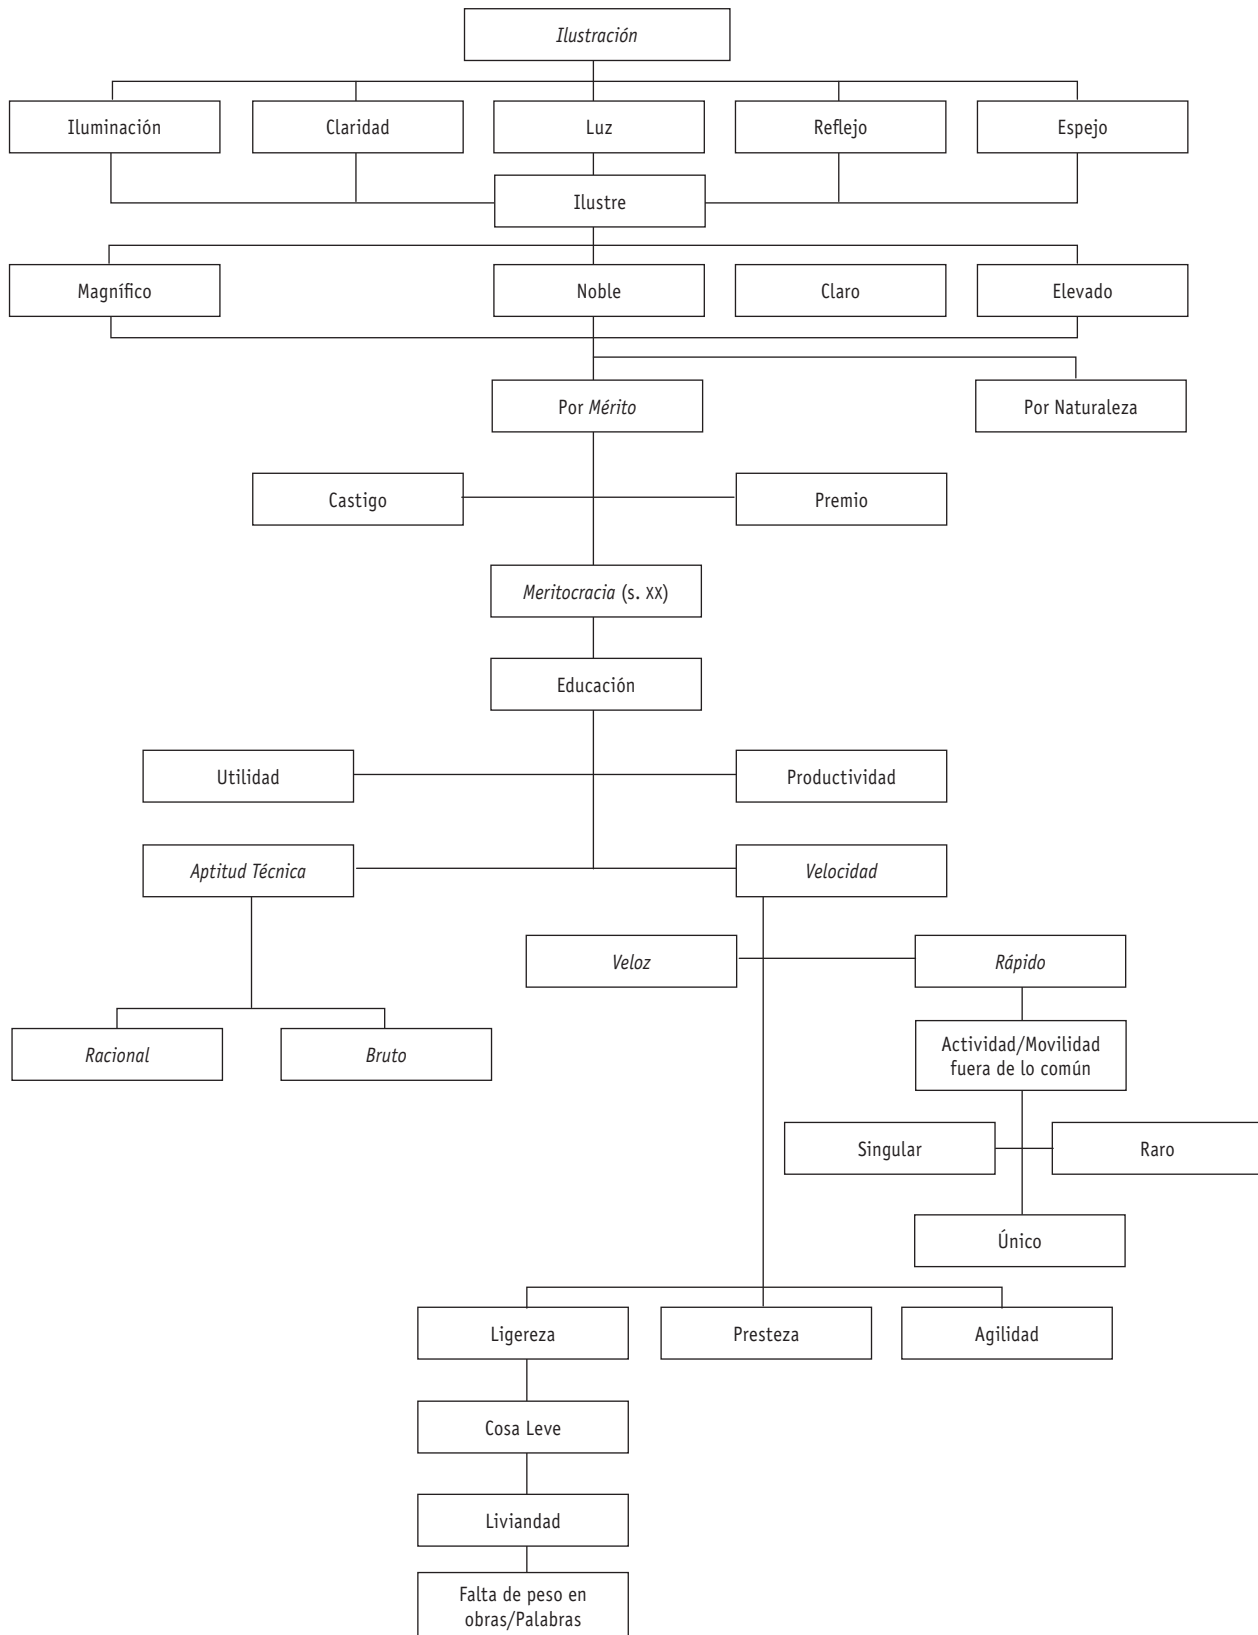 Ilustración
Iluminación
Claridad
Luz
Reflejo
Espejo
Ilustre
Magnífico
Noble
Claro
Elevado
Por Mérito
Por Naturaleza
Castigo
Premio
Meritocracia (s. XX)
Educación
Utilidad
Productividad
Aptitud Técnica
Velocidad
Veloz
Rápido
Racional
Bruto
Actividad/Movilidad
fuera de lo común
Singular
Raro
Único
Ligereza
Presteza
Agilidad
Cosa Leve
Liviandad
Falta de peso en
obras/Palabras